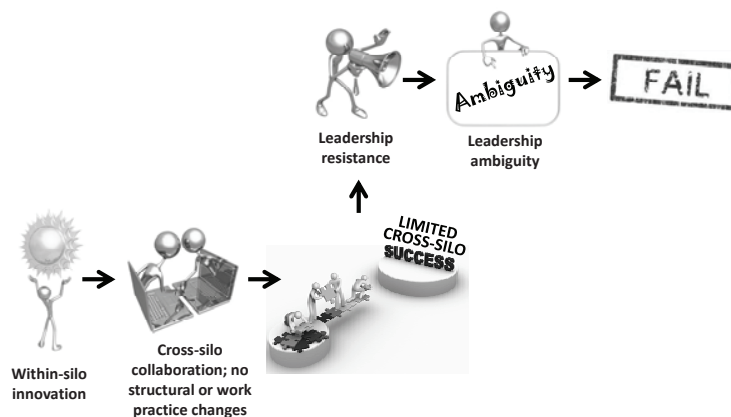 Ambiguity
FAIL
Leadership
resistance
Leadership
ambiguity
LIMITED
CROSS-SILO
SUCCESS
Within-silo
innovation
Cross-silo
collaboration; no
structural or work
practice changes